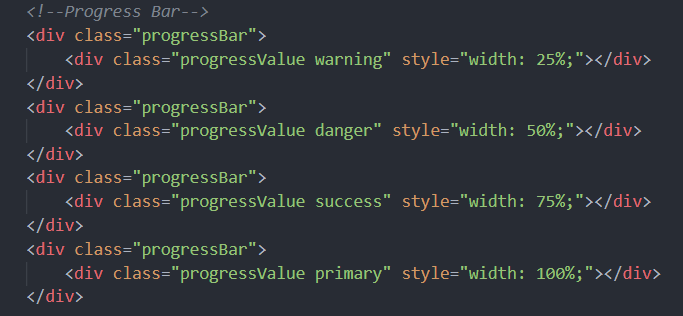 <!--Progress Bar-->
<div class="progressBar">
<div class="progressValue warning" style="width: 25%;"></div>
</div>
<div class="progressBar">
<div class="progressValue danger" style="width: 50%;"></div>
</div>
<div class="progressBar">
<div class="progressValue success" style="width: 75%;"></div>
</div>
<div class="progressBar">
<div class="progressValue primary" style="width: 100%;"></div>
</div>